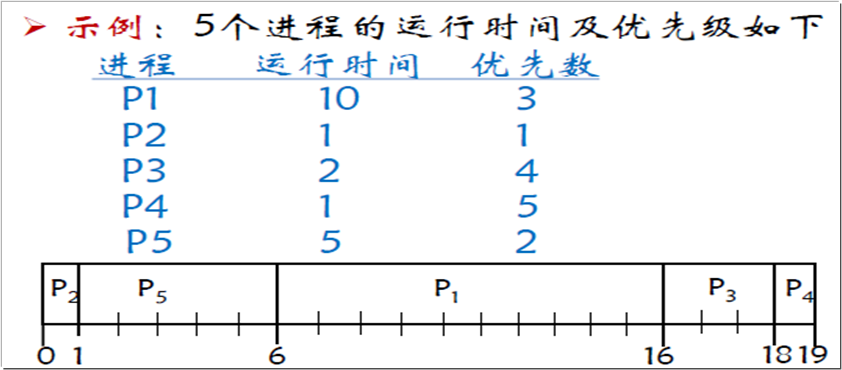 ➢ 示例：5个进程的运行时间及优先级如下
进程 运行时间 优先数
P1 10 3
P2 1 1
P3 2 4
P4 1 5
P5 5 2
P₂ P₅ P₁ P₃ P₄
0 1 6 16 18 19